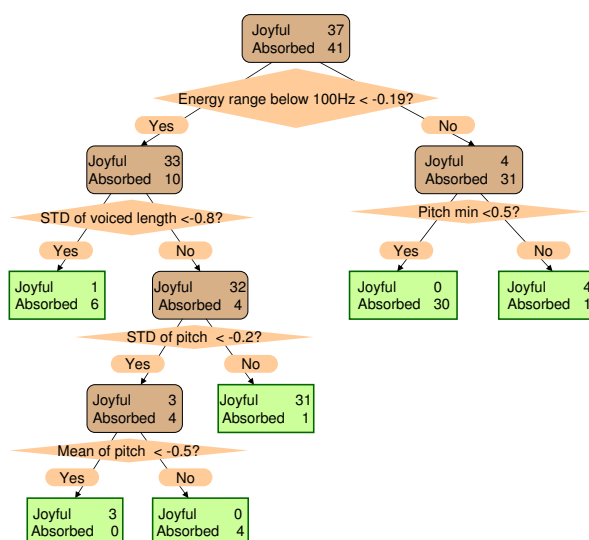 Joyful 37
Absorbed 41
Energy range below 100Hz < -0.19?
Yes No
Joyful 33
Absorbed 10
Joyful 4
Absorbed 31
STD of voiced length <-0.8?
Pitch min <0.5?
Yes No
Yes No
Joyful 1
Absorbed 6
Joyful 32
Absorbed 4
Joyful 0
Absorbed 30
Joyful 4
Absorbed 1
STD of pitch < -0.2?
Yes No
Joyful 3
Absorbed 4
Joyful 31
Absorbed 1
Mean of pitch < -0.5?
Yes No
Joyful 3
Absorbed 0
Joyful 0
Absorbed 4